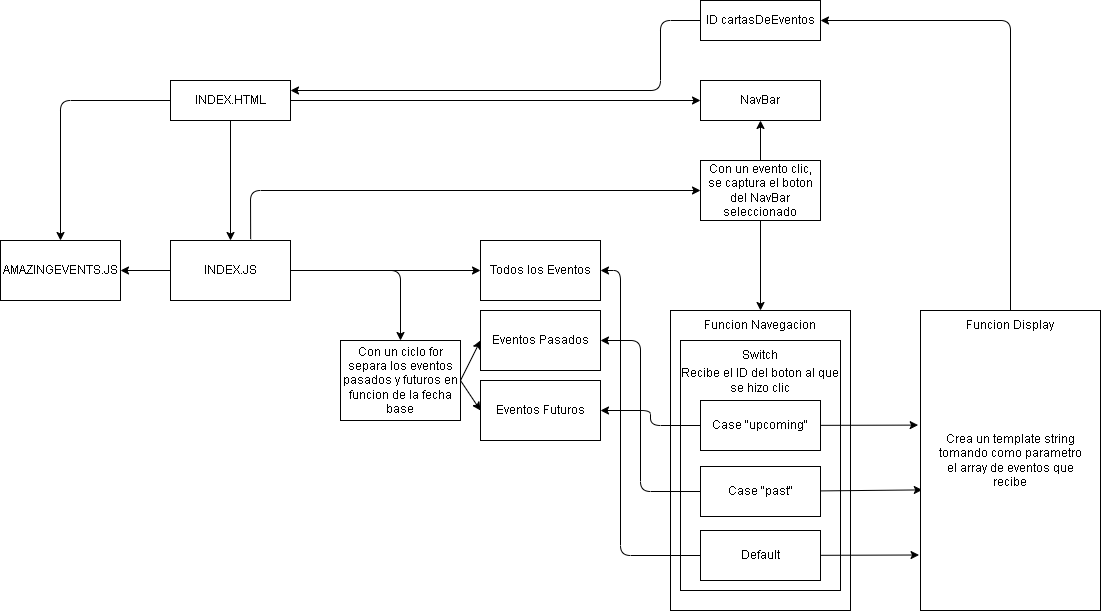 ID cartasDeEventos
INDEX.HTML
NavBar
Con un evento clic,
se captura el boton
del NavBar
seleccionado
AMAZINGEVENTS.JS
INDEX.JS
Todos los Eventos
Con un ciclo for
separa los eventos
pasados y futuros en
funcion de la fecha
base
Eventos Pasados
Eventos Futuros
Funcion Navegacion
Switch
Recibe el ID del boton al que
se hizo clic
Case "upcoming"
Case "past"
Default
Funcion Display
Crea un template string
tomando como parametro
el array de eventos que
recibe